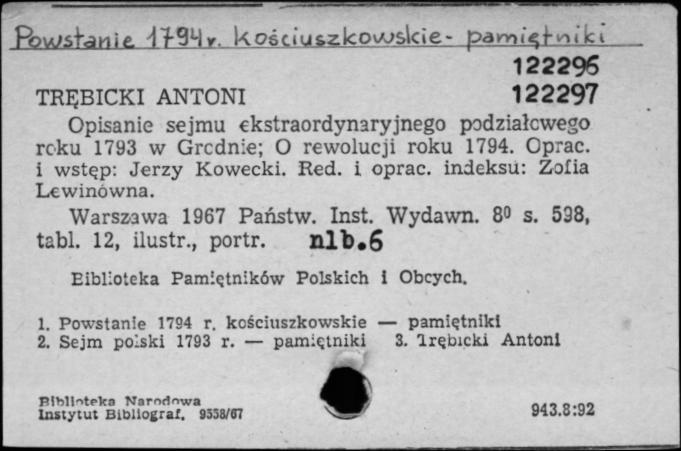 Powstanie 1794 r. kościuszkowskie - pamiętniki
122296
TRĘBICKI ANTONI 122297
Opisanie sejmu ekstraordynaryjnego podziałowego
roku 1793 w Grodnie; O rewolucji roku 1794. Oprac.
i wstęp: Jerzy Kowecki. Red. i oprac. indeksu: Zofia
Lewinówna.
Warszawa 1967 Państw. Inst. Wydawn. 8⁰ s. 598,
tabl. 12, ilustr., portr. nlb.6
Biblioteka Pamiętników Polskich i Obcych.
1. Powstanie 1794 r. kościuszkowskie — pamiętniki
2. Sejm polski 1793 r. — pamiętniki 3. Trębicki Antoni
Biblioteka Narodowa
Instytut Bibliograf. 9558/67 943.8:92